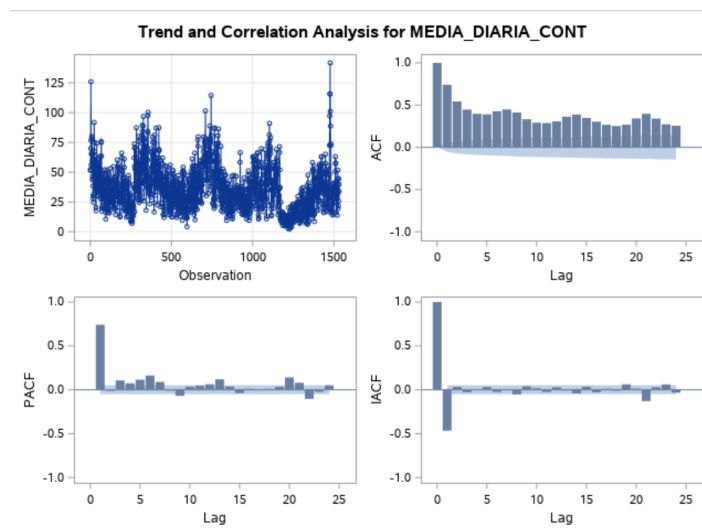 Trend and Correlation Analysis for MEDIA_DIARIA_CONT
MEDIA_DIARIA_CONT
125
100
75
50
25
0
0 500 1000 1500
Observation
ACF
1.0
0.5
0.0
-0.5
-1.0
0 5 10 15 20 25
Lag
PACF
1.0
0.5
0.0
-0.5
-1.0
0 5 10 15 20 25
Lag
IACF
1.0
0.5
0.0
-0.5
-1.0
0 5 10 15 20 25
Lag